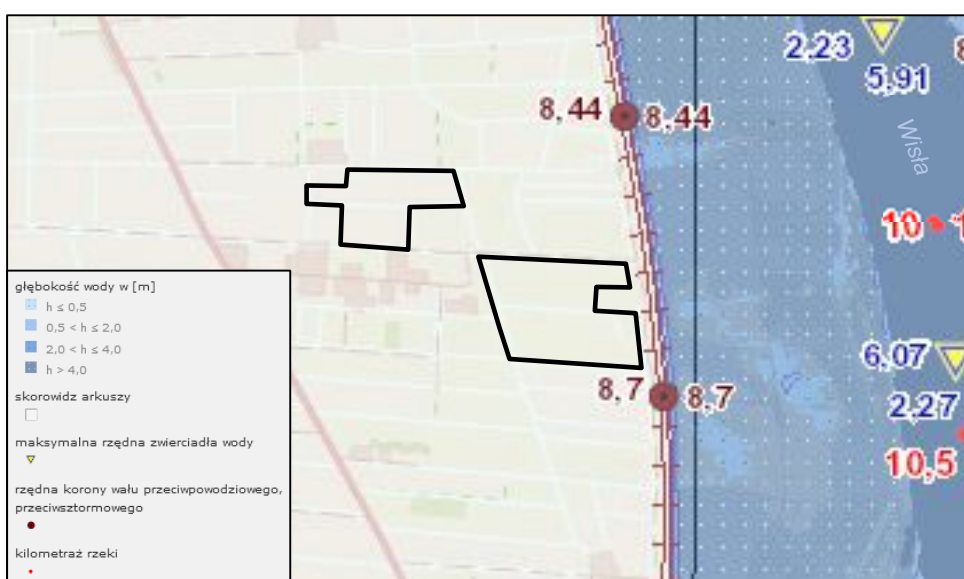 2,23
5,91
8,44
8,44
Wisła
10
6,07
8,7
8,7
2,27
10,5
głębokość wody w [m]
h ≤ 0,5
0,5 < h ≤ 2,0
2,0 < h ≤ 4,0
h > 4,0
skorowidz arkuszy
maksymalna rzędna zwierciadła wody
rzędna korony wału przeciwpowodziowego,
przeciwsztormowego
kilometraż rzeki